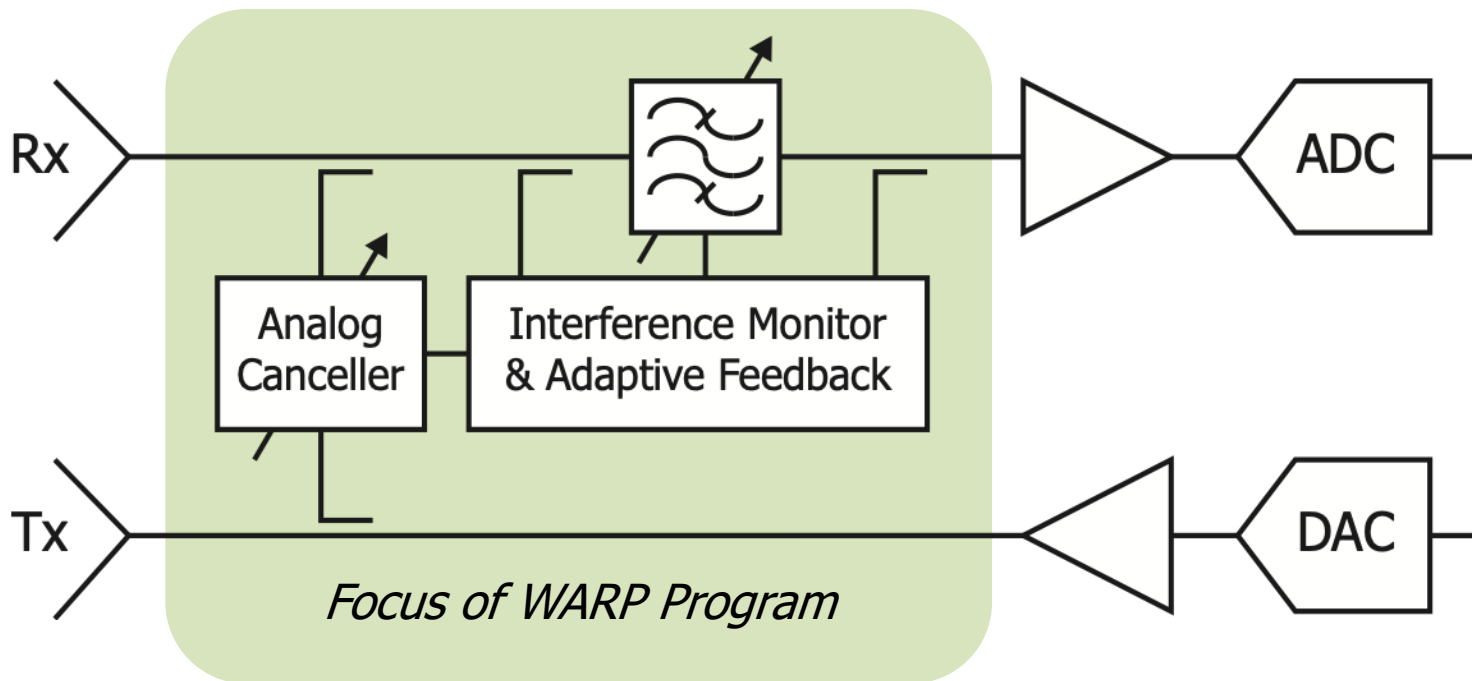 Rx
ADC
Analog
Canceller
Interference Monitor
& Adaptive Feedback
Tx
DAC
Focus of WARP Program